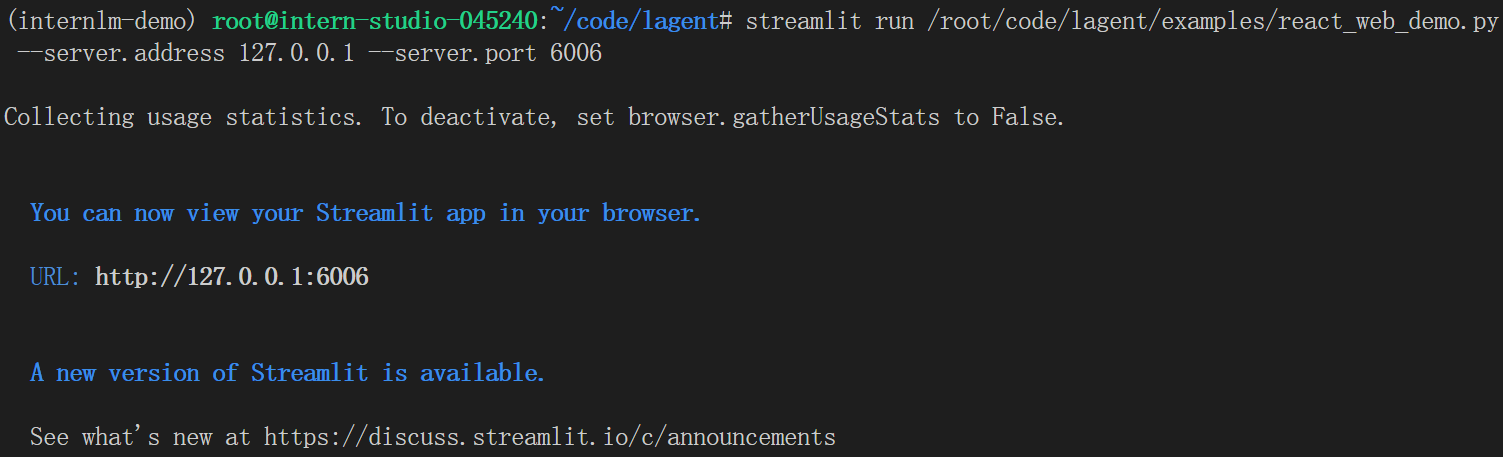 (internlm-demo) root@intern-studio-045240:~/code/lagent# streamlit run /root/code/lagent/examples/react_web_demo.py
--server.address 127.0.0.1 --server.port 6006
Collecting usage statistics. To deactivate, set browser.gatherUsageStats to False.
You can now view your Streamlit app in your browser.
URL: http://127.0.0.1:6006
A new version of Streamlit is available.
See what's new at https://discuss.streamlit.io/c/announcements